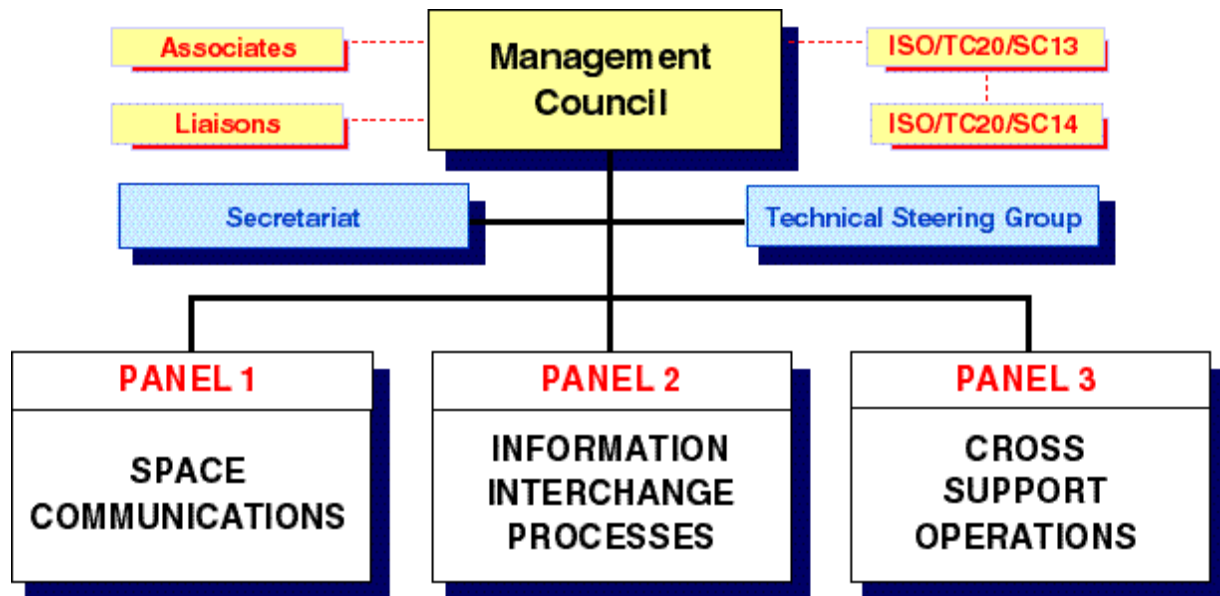 Associates
Management
Council
ISO/TC20/SC13
Liaisons
ISO/TC20/SC14
Secretariat
Technical Steering Group
PANEL 1
SPACE
COMMUNICATIONS
PANEL 2
INFORMATION
INTERCHANGE
PROCESSES
PANEL 3
CROSS
SUPPORT
OPERATIONS